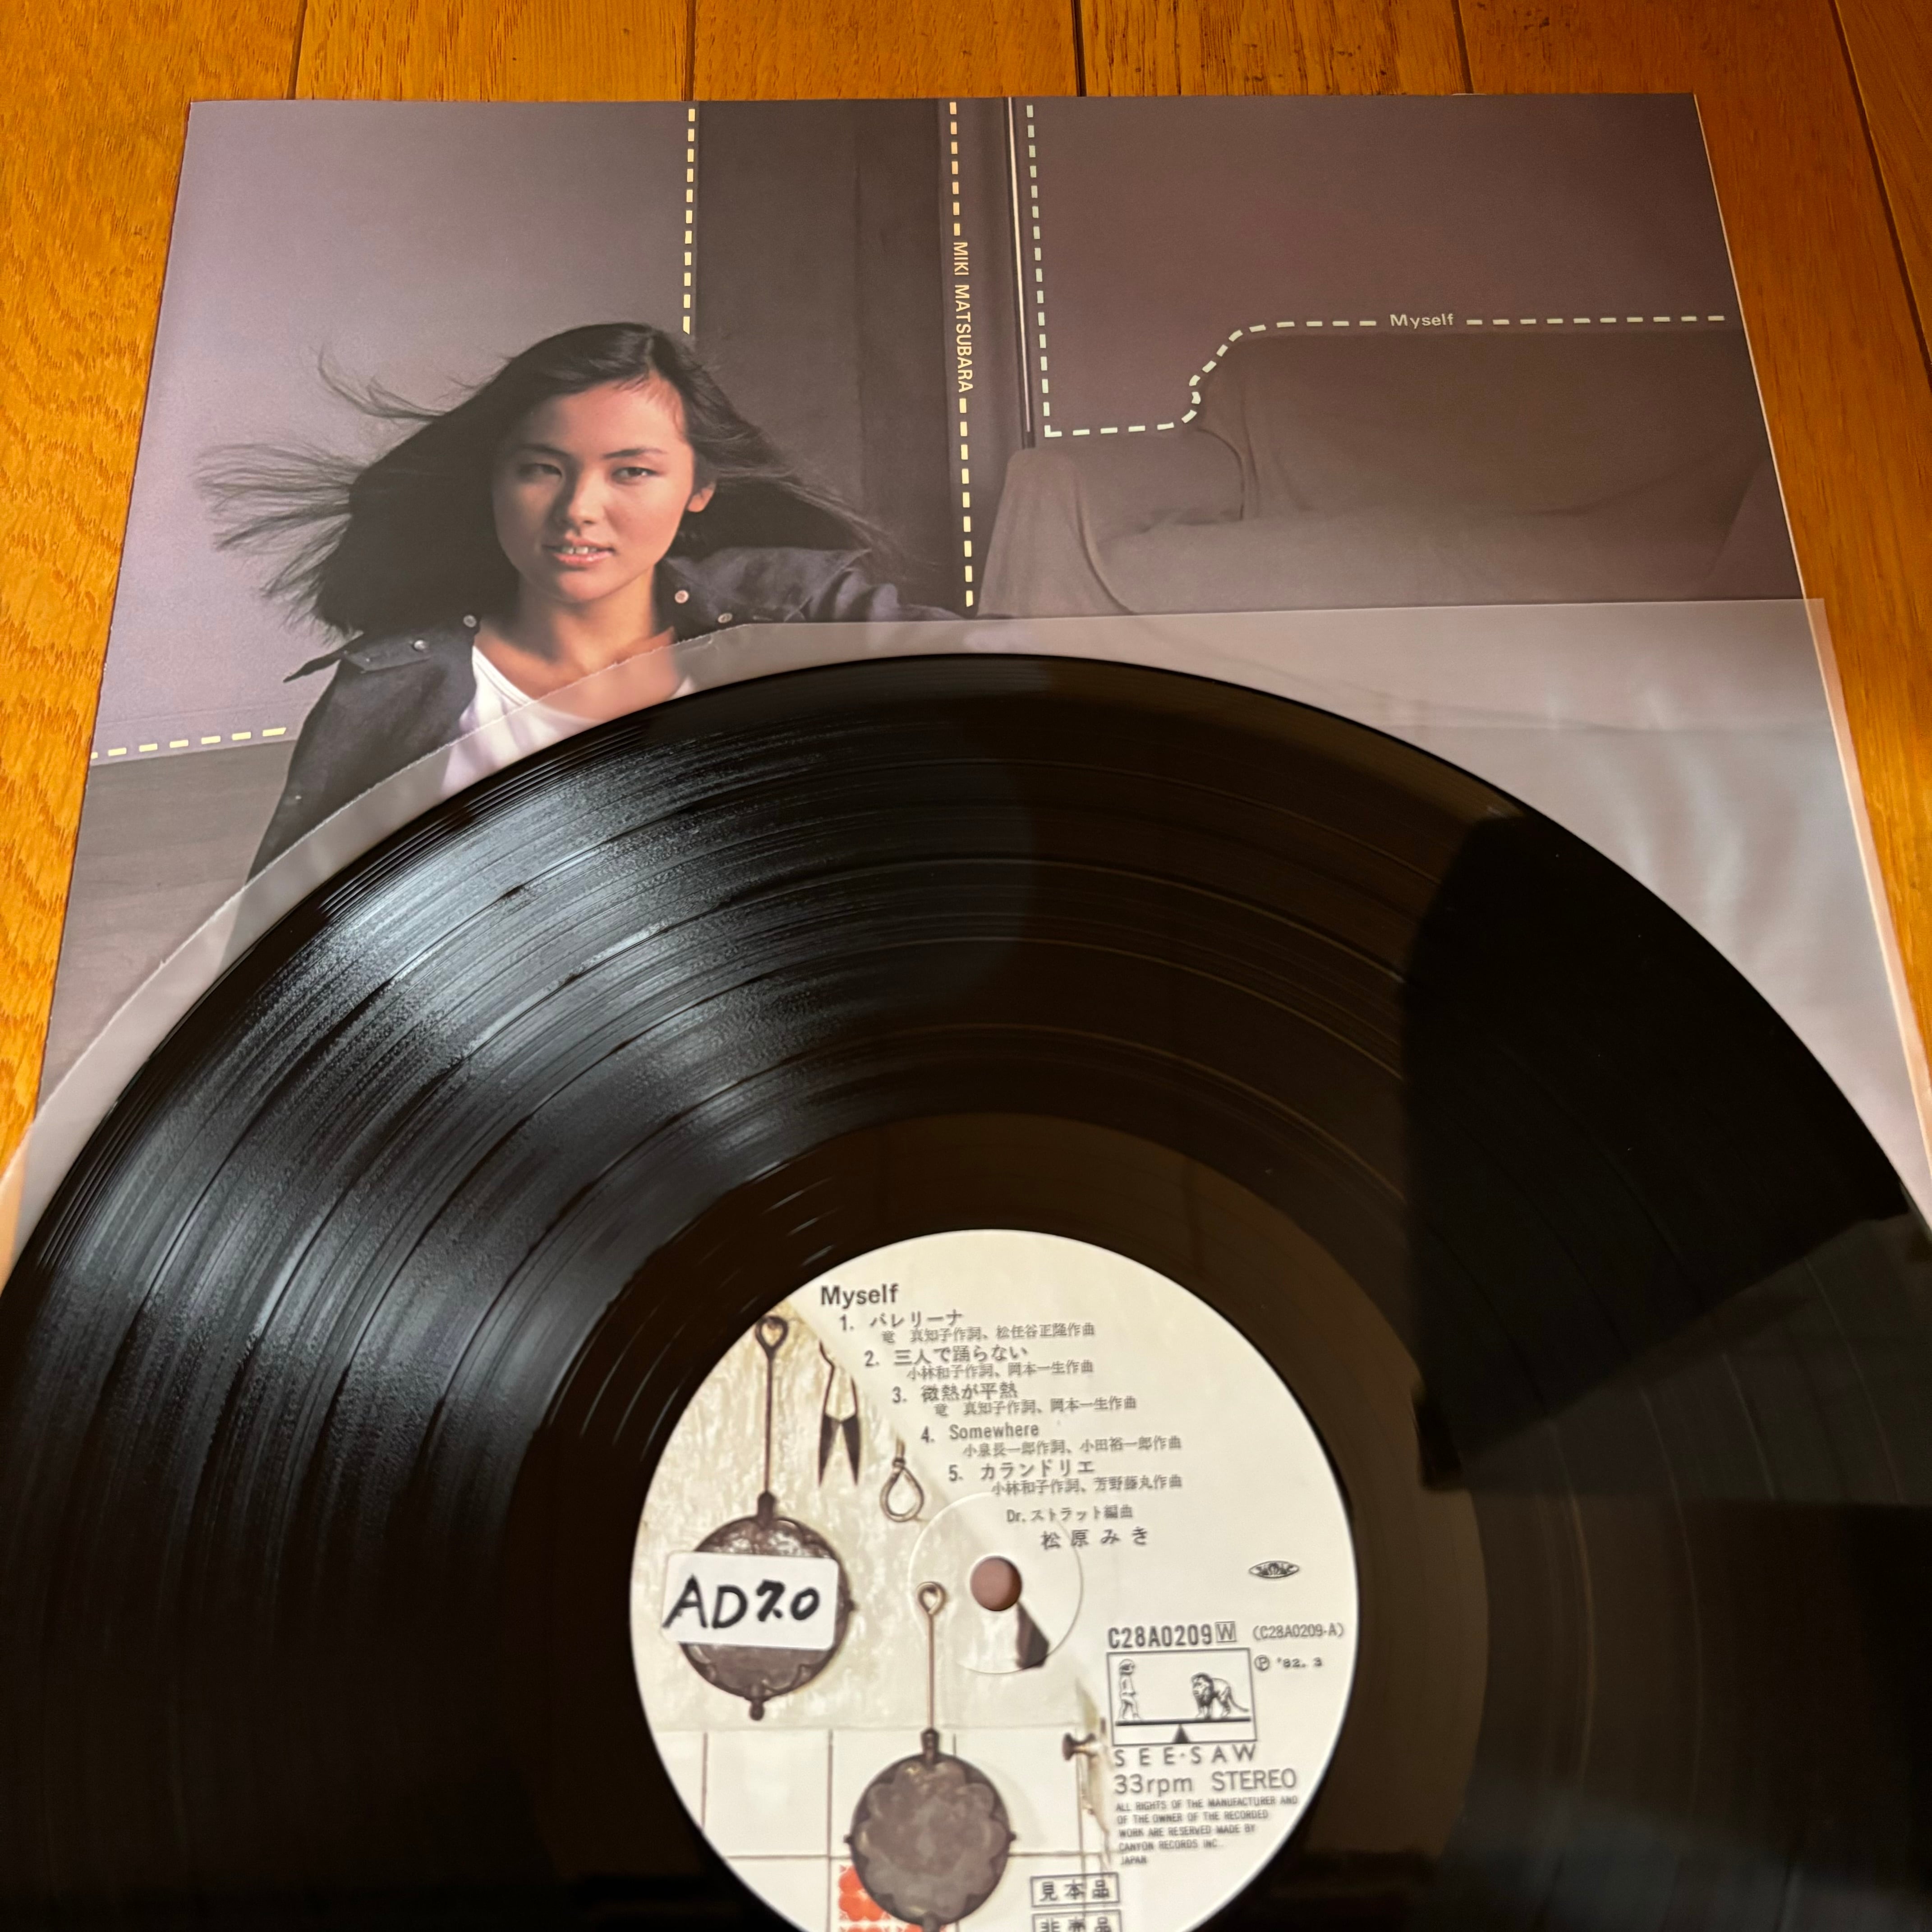 MIKI MATSUBARA
Myself
Myself
1. バレリーナ
竜 真知子作詞、松任谷正隆作曲
2. 三人で踊らない
小林和子作詞、岡本一生作曲
3. 微熱が平熱
竜 真知子作詞、岡本一生作曲
4. Somewhere
小泉長一郎作詞、小田裕一郎作曲
5. カランドリエ
小林和子作詞、芳野藤丸作曲
Dr.ストラット編曲
松原みき
AD7.0
C28A0209 W (C28A0209-A)
Ⓟ '82. 3
SEE·SAW
33rpm STEREO
ALL RIGHTS OF THE MANUFACTURER AND
OF THE OWNER OF THE RECORDED
WORK ARE RESERVED MADE BY
CANYON RECORDS INC.
JAPAN
見本品
非売品